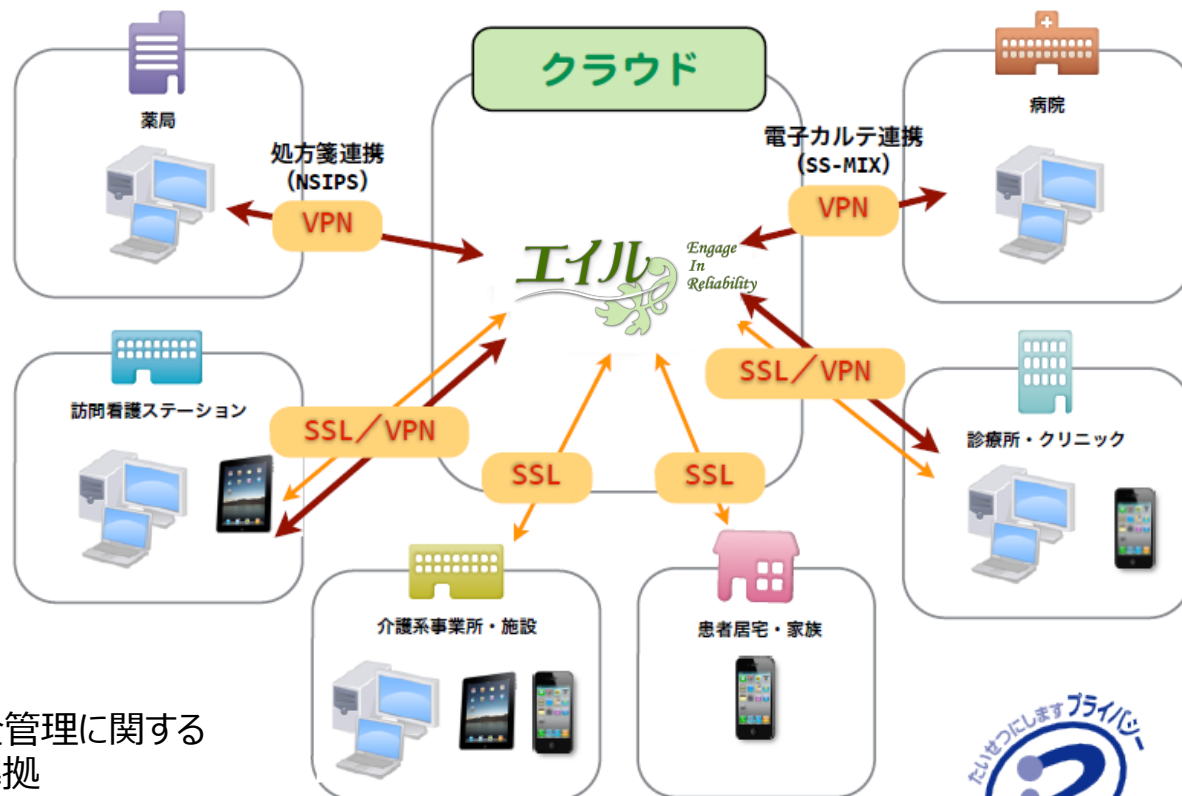 クラウド
薬局
処方箋連携
(NSIPS)
VPN
電子カルテ連携
(SS-MIX)
VPN
病院
エイル
Engage
In
Reliability
訪問看護ステーション
SSL/VPN
SSL
SSL
SSL/VPN
診療所・クリニック
介護系事業所・施設
患者居宅・家族
管理に関する
拠
たいせつにしますプライバシー